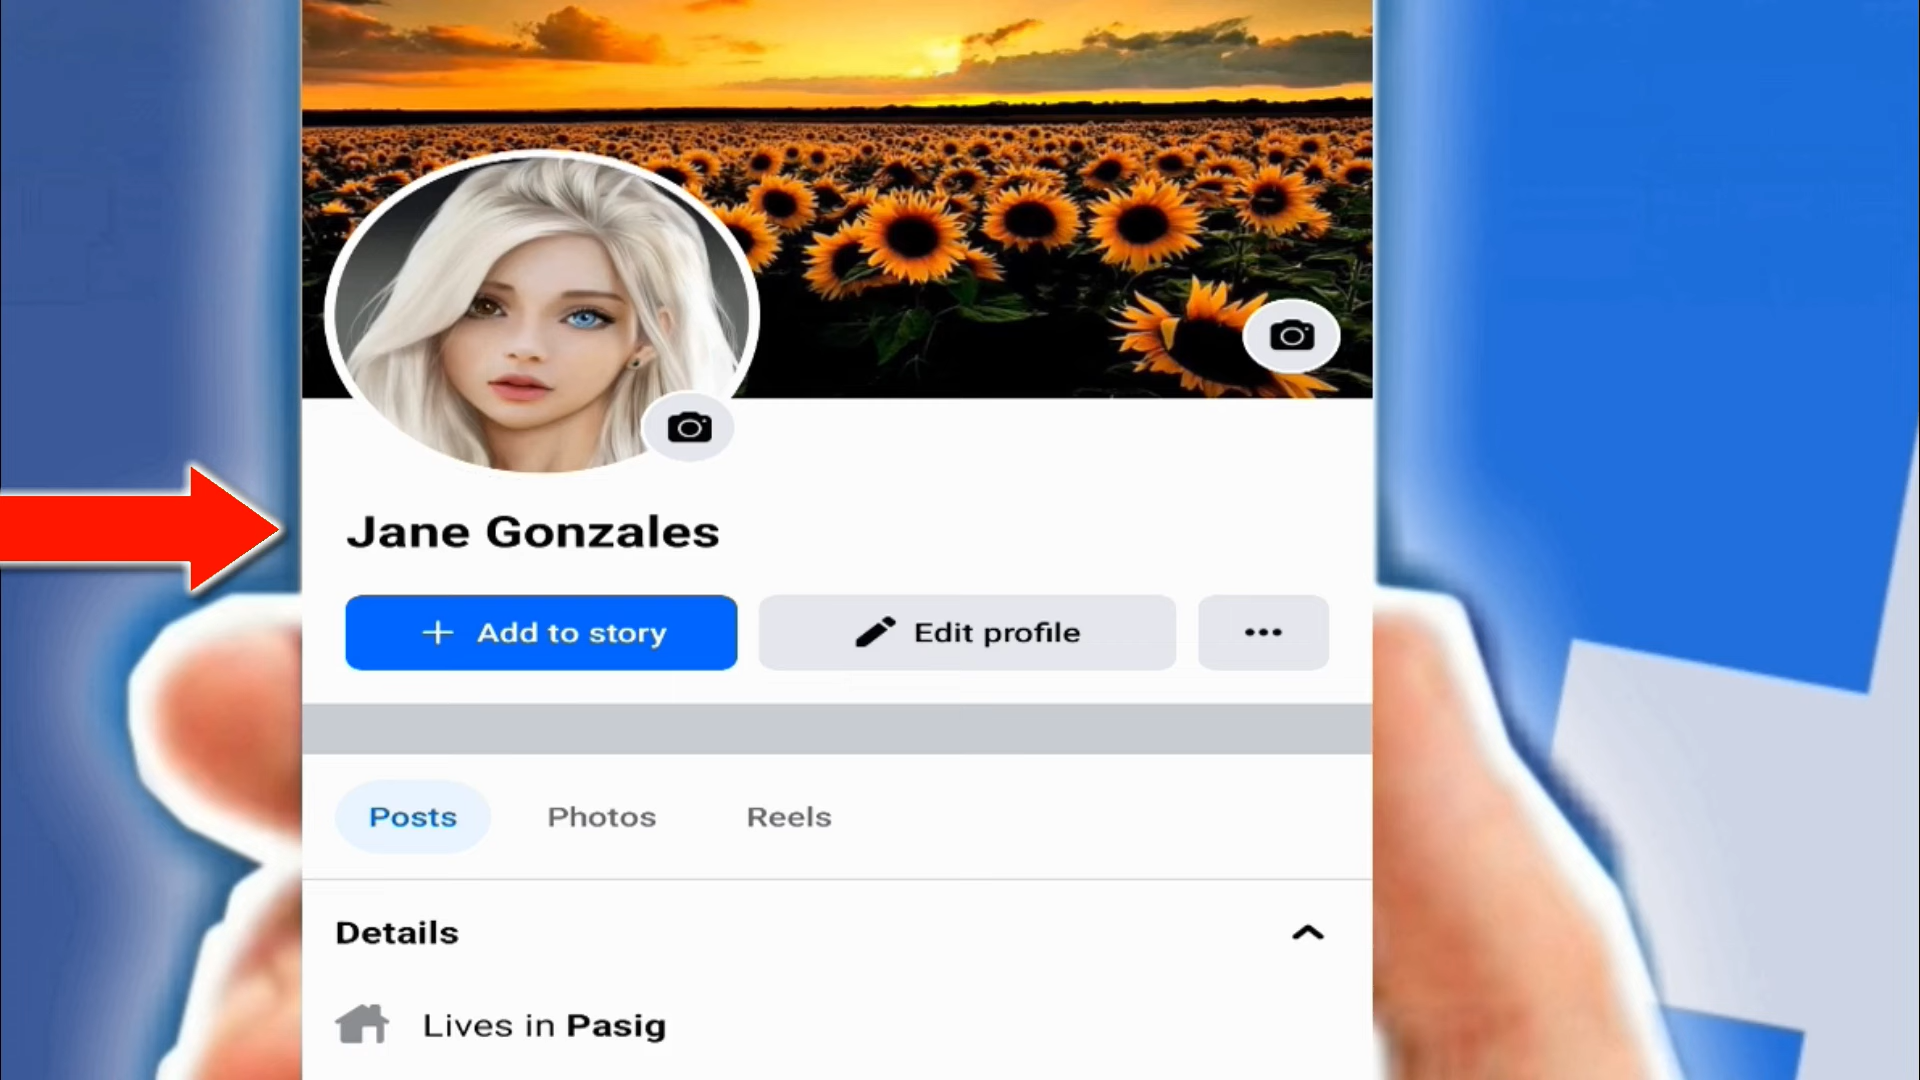 Jane Gonzales
Add to story
Edit profile
Posts
Photos
Reels
Details
Lives in Pasig